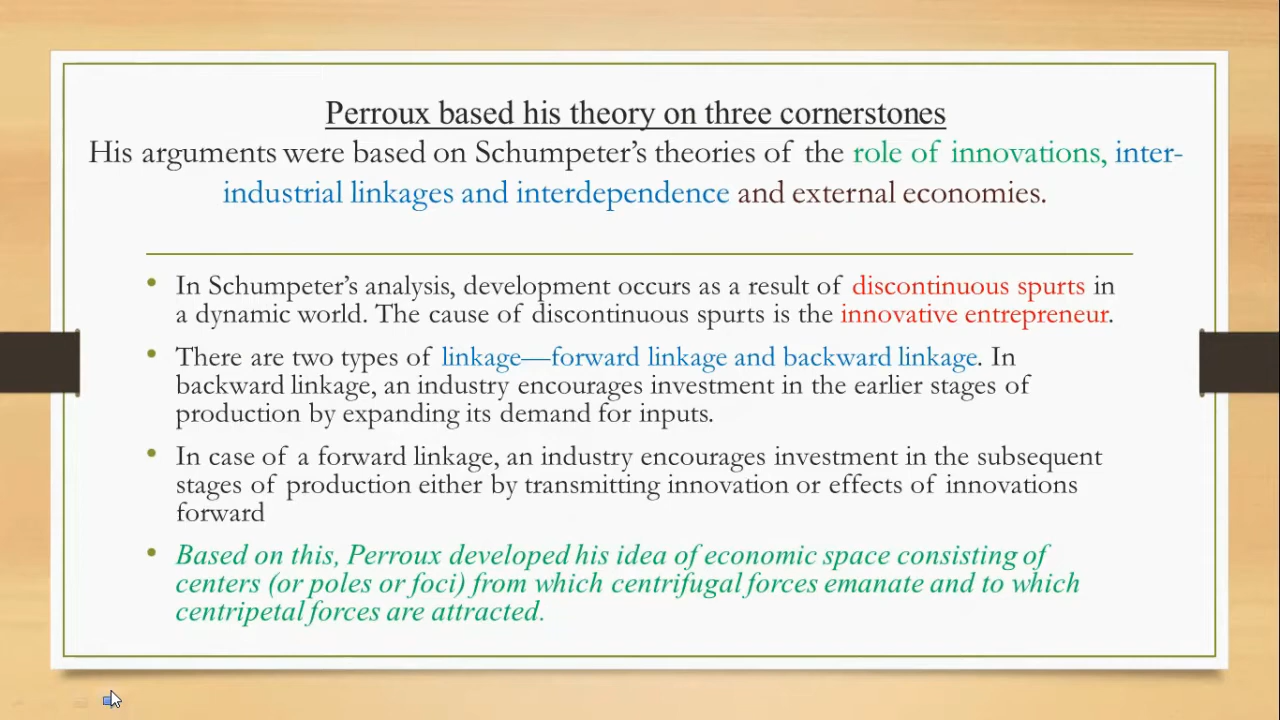 Perroux based his theory on three cornerstones
His arguments were based on Schumpeter's theories of the role of innovations, inter-
industrial linkages and interdependence and external economies.
• In Schumpeter's analysis, development occurs as a result of discontinuous spurts in
a dynamic world. The cause of discontinuous spurts is the innovative entrepreneur.
• There are two types of linkage—forward linkage and backward linkage. In
backward linkage, an industry encourages investment in the earlier stages of
production by expanding its demand for inputs.
• In case of a forward linkage, an industry encourages investment in the subsequent
stages of production either by transmitting innovation or effects of innovations
forward
• Based on this, Perroux developed his idea of economic space consisting of
centers (or poles or foci) from which centrifugal forces emanate and to which
centripetal forces are attracted.